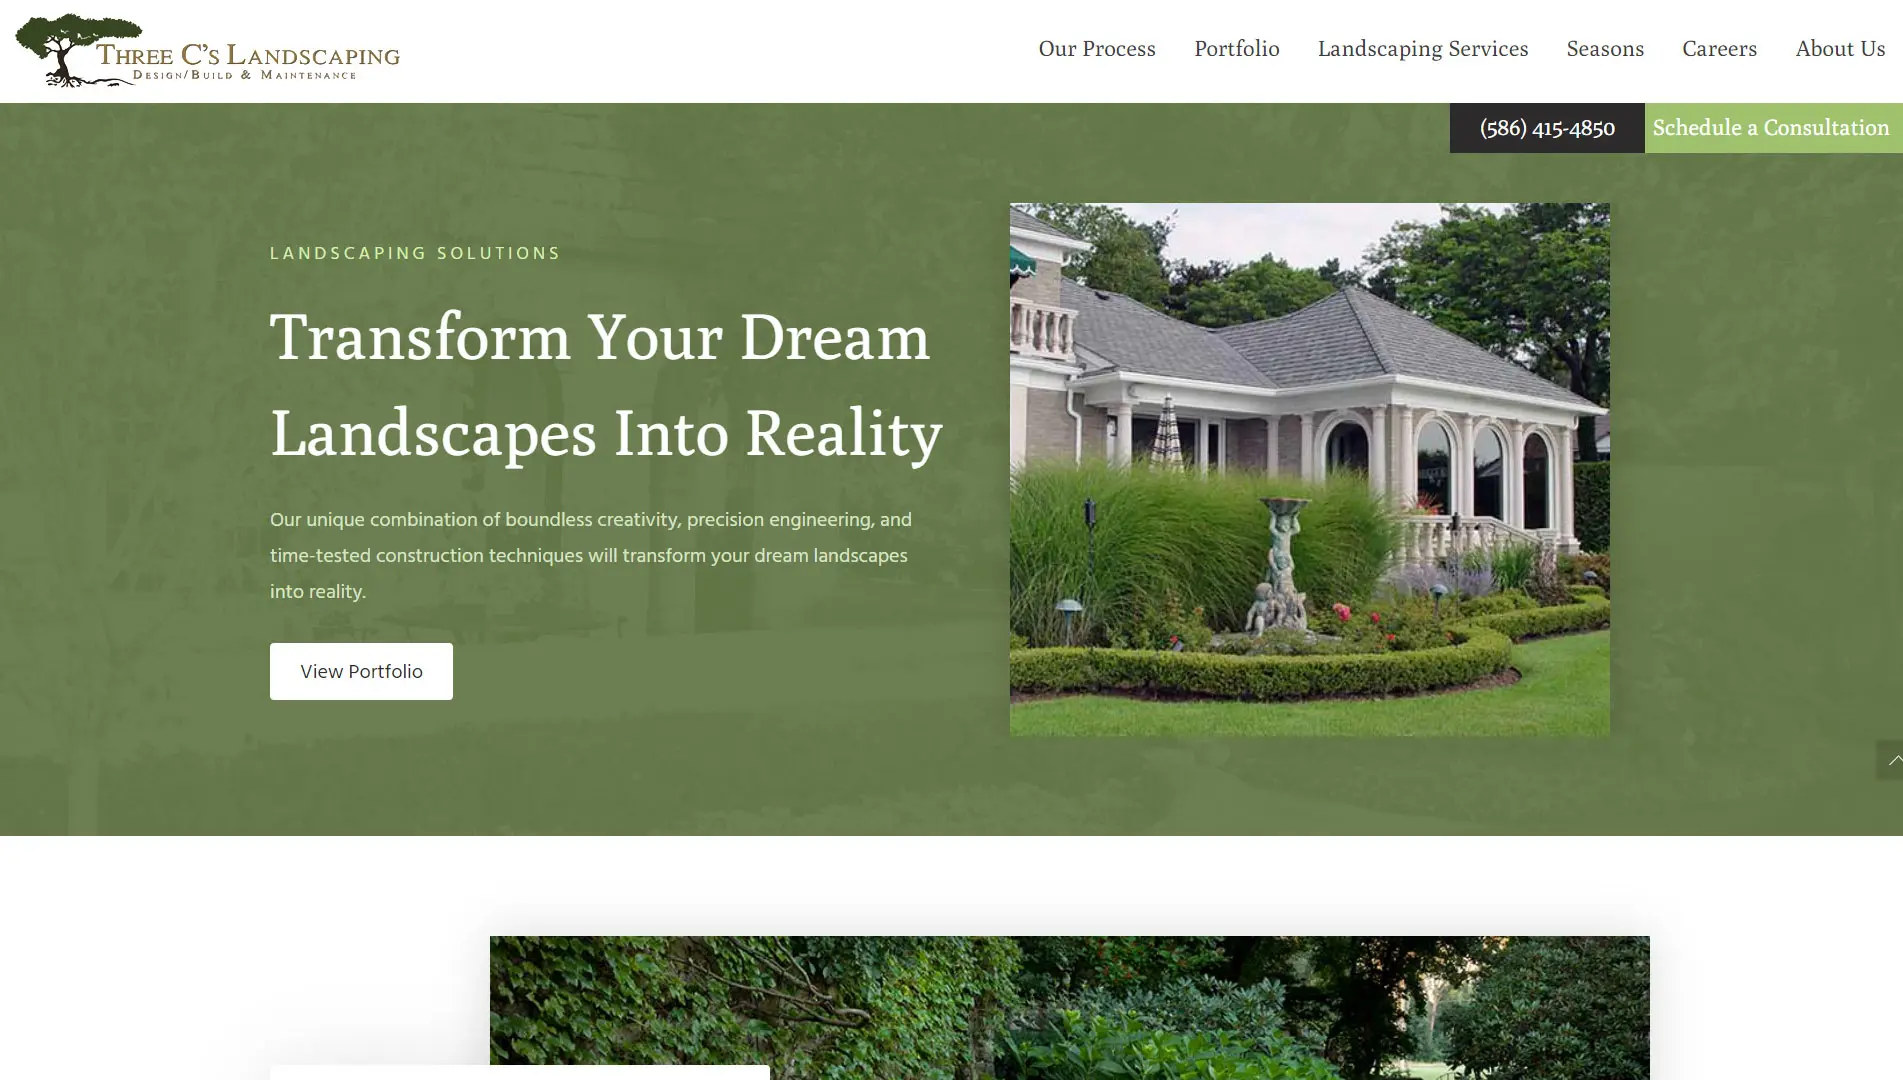 Three C's Landscaping
Design/Build & Maintenance
Our Process
Portfolio
Landscaping Services
Seasons
Careers
About Us
(586) 415-4850
Schedule a Consultation
LANDSCAPING SOLUTIONS
Transform Your Dream
Landscapes Into Reality
Our unique combination of boundless creativity, precision engineering, and
time-tested construction techniques will transform your dream landscapes
into reality.
View Portfolio